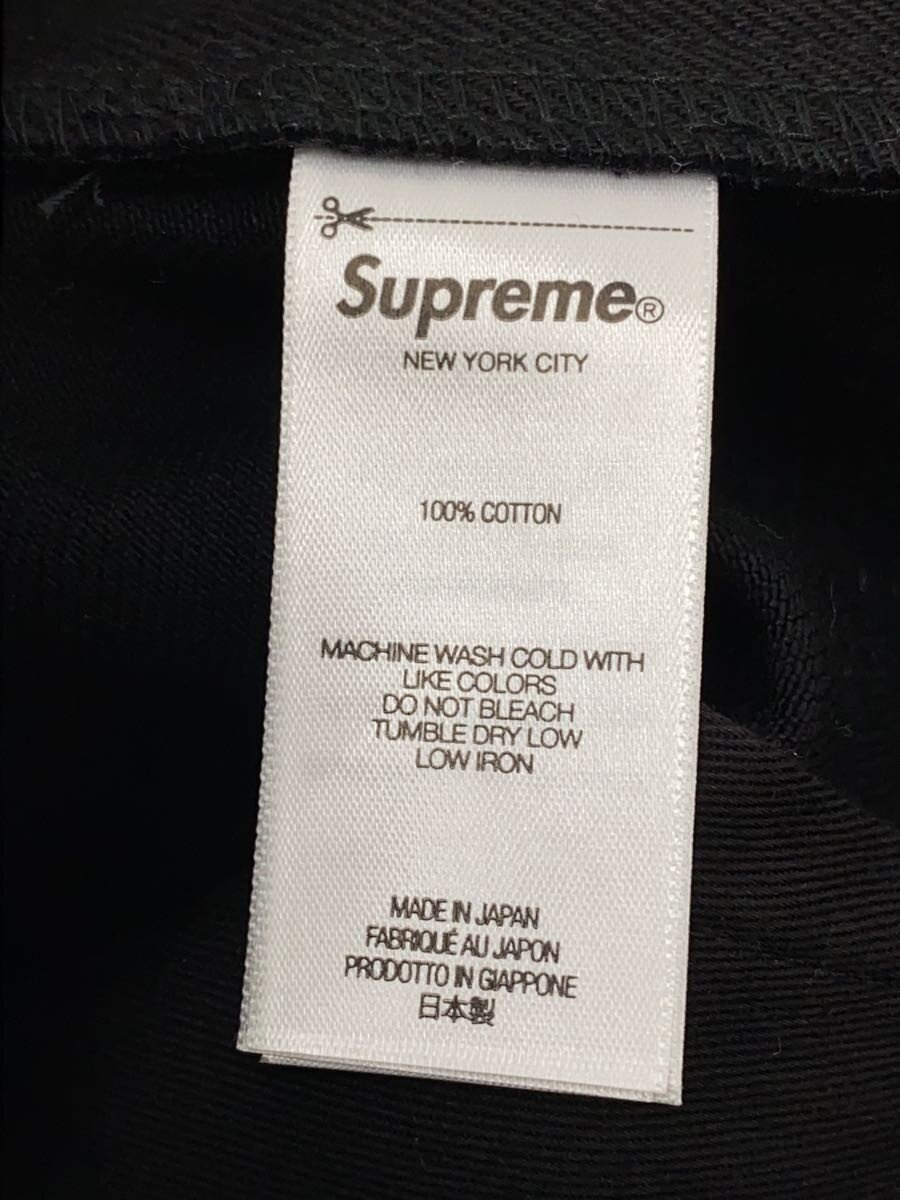 Supreme®
NEW YORK CITY
100% COTTON
MACHINE WASH COLD WITH
LIKE COLORS
DO NOT BLEACH
TUMBLE DRY LOW
LOW IRON
MADE IN JAPAN
FABRIQUÉ AU JAPON
PRODOTTO IN GIAPPONE
日本製